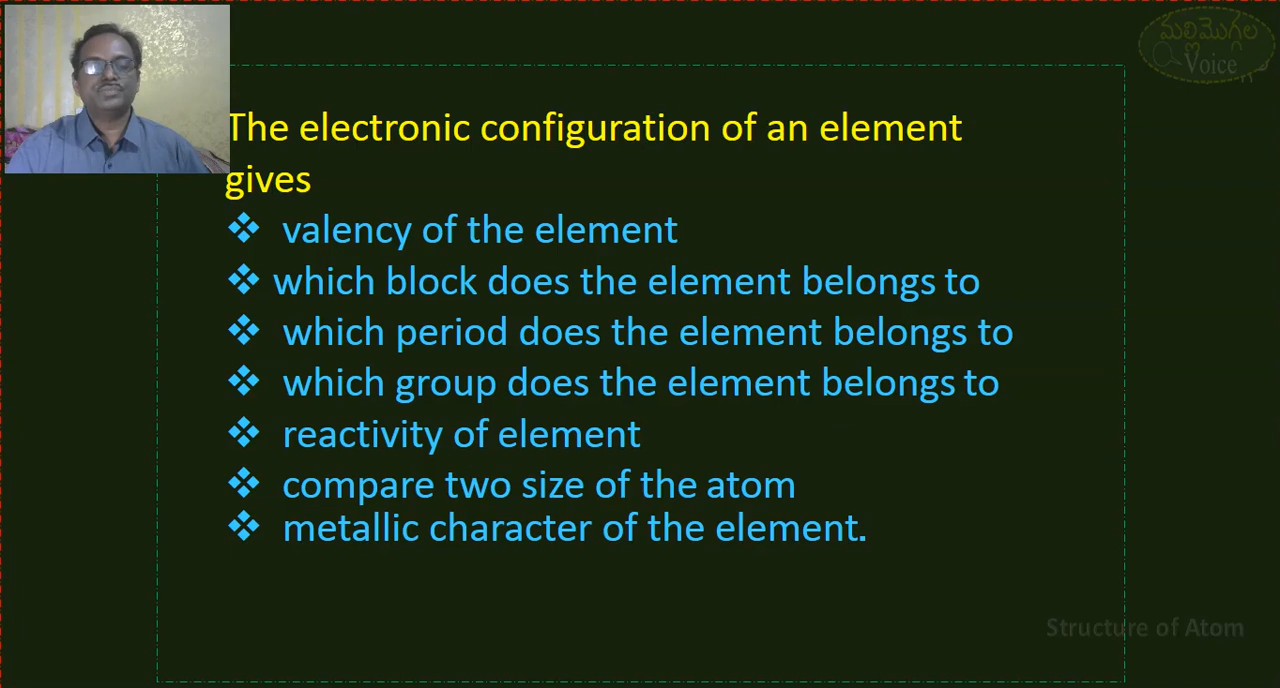 మల్లిమొగ్గల
Voice
The electronic configuration of an element
gives
❖ valency of the element
❖ which block does the element belongs to
❖ which period does the element belongs to
❖ which group does the element belongs to
❖ reactivity of element
❖ compare two size of the atom
❖ metallic character of the element.
Structure of Atom